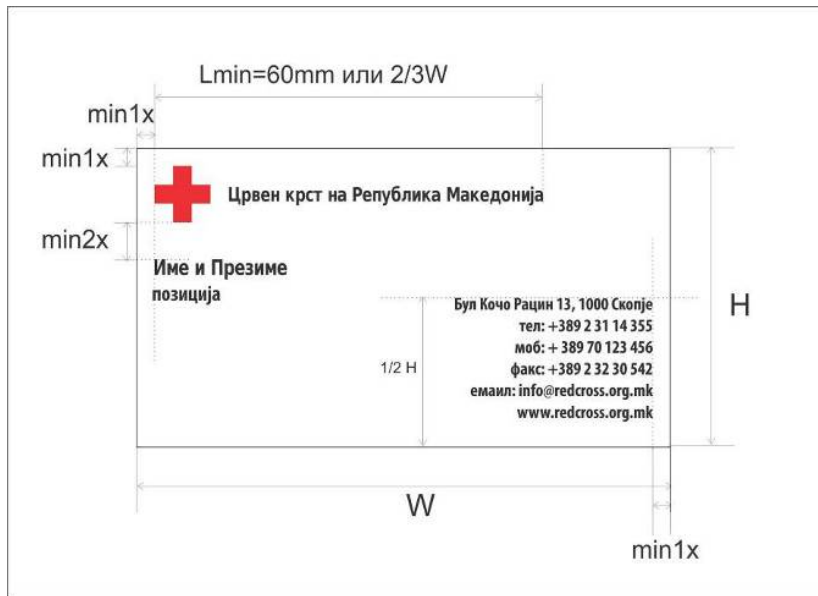 Lmin=60mm или 2/3W
min1x
min1x
Црвен крст на Република Македонија
min2x
Име и Презиме
позиција
Бул Кочо Рацин 13, 1000 Скопје
тел: +389 2 31 14 355
моб: + 389 70 123 456
факс: +389 2 32 30 542
емаил: info@redcross.org.mk
www.redcross.org.mk
1/2 H
H
W
min1x